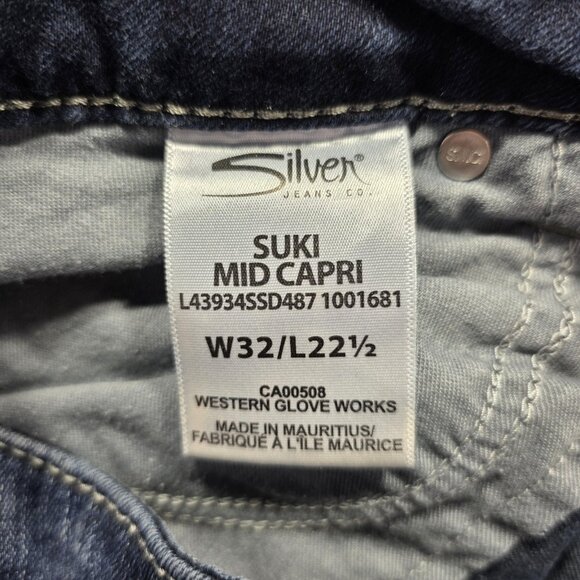 Silver®
JEANS CO.
SUKI
MID CAPRI
L43934SSD487 1001681
W32/L22½
CA00508
WESTERN GLOVE WORKS
MADE IN MAURITIUS/
FABRIQUÉ À L'ÎLE MAURICE